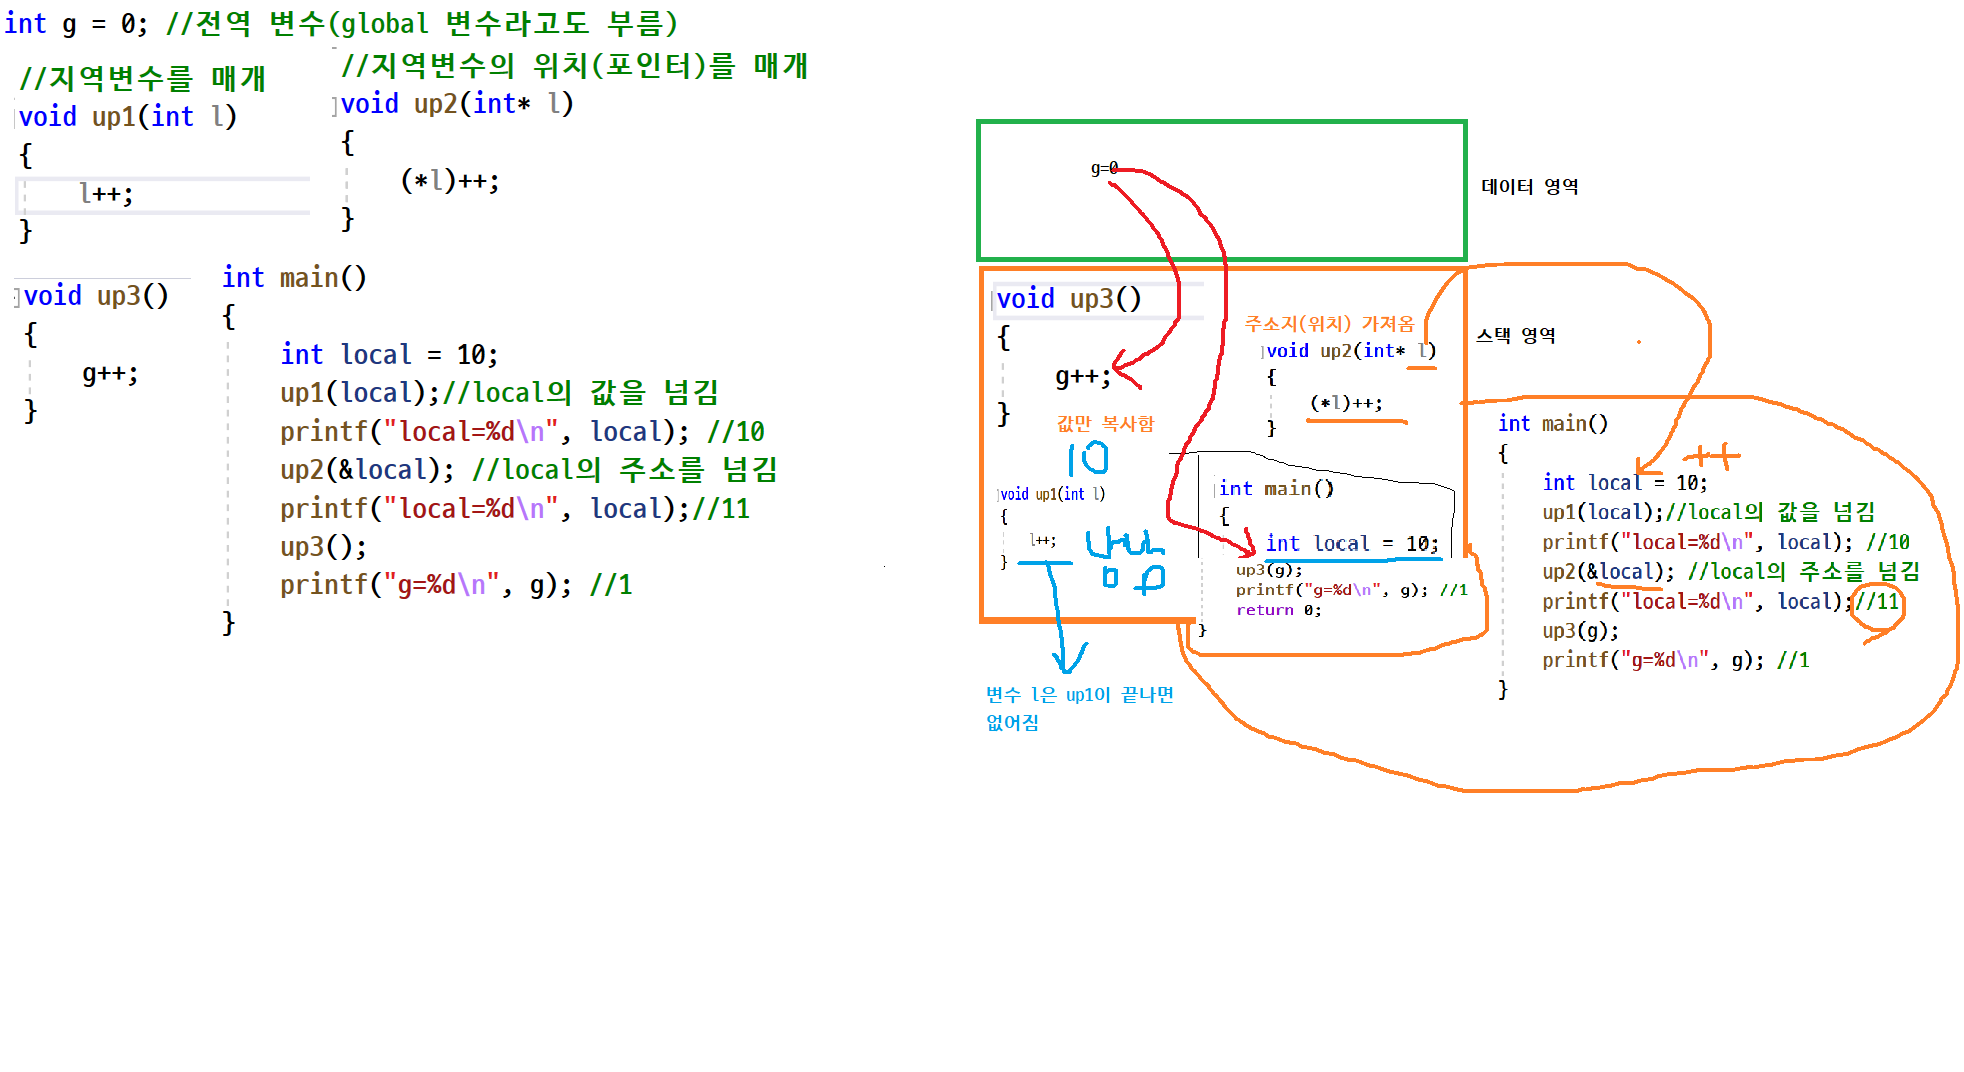 int g = 0; //전역 변수(global 변수라고도 부름)
//지역변수를 매개
void up1(int l)
{
l++;
}
//지역변수의 위치(포인터)를 매개
void up2(int* l)
{
(*l)++;
}
void up3()
{
g++;
}
int main()
{
int local = 10;
up1(local);//local의 값을 넘김
printf("local=%d\n", local); //10
up2(&local); //local의 주소를 넘김
printf("local=%d\n", local);//11
up3();
printf("g=%d\n", g); //1
}
g=0
데이터 영역
void up3()
{
g++;
}
값만 복사함
10
void up1(int l)
{
l++;
}
변수 l은 up1이 끝나면
없어짐
주소지(위치) 가져옴
void up2(int* l)
{
(*l)++;
}
스택 영역
int main()
{
int local = 10;
up3(g);
printf("g=%d\n", g); //1
return 0;
}
int main()
{
++
int local = 10;
up1(local);//local의 값을 넘김
printf("local=%d\n", local); //10
up2(&local); //local의 주소를 넘김
printf("local=%d\n", local);//11
up3(g);
printf("g=%d\n", g); //1
}